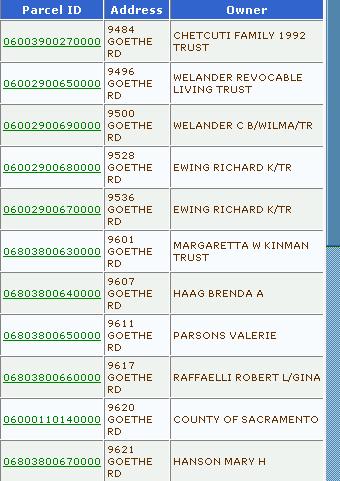 Parcel ID Address Owner
06003900270000 9484 GOETHE RD CHETCUTI FAMILY 1992 TRUST
06002900650000 9496 GOETHE RD WELANDER REVOCABLE LIVING TRUST
06002900690000 9500 GOETHE RD WELANDER C B/WILMA/TR
06002900680000 9528 GOETHE RD EWING RICHARD K/TR
06002900670000 9536 GOETHE RD EWING RICHARD K/TR
06803800630000 9601 GOETHE RD MARGARETTA W KINMAN TRUST
06803800640000 9607 GOETHE RD HAAG BRENDA A
06803800650000 9611 GOETHE RD PARSONS VALERIE
06803800660000 9617 GOETHE RD RAFFAELLI ROBERT L/GINA
06000110140000 9620 GOETHE RD COUNTY OF SACRAMENTO
06803800670000 9621 GOETHE RD HANSON MARY H